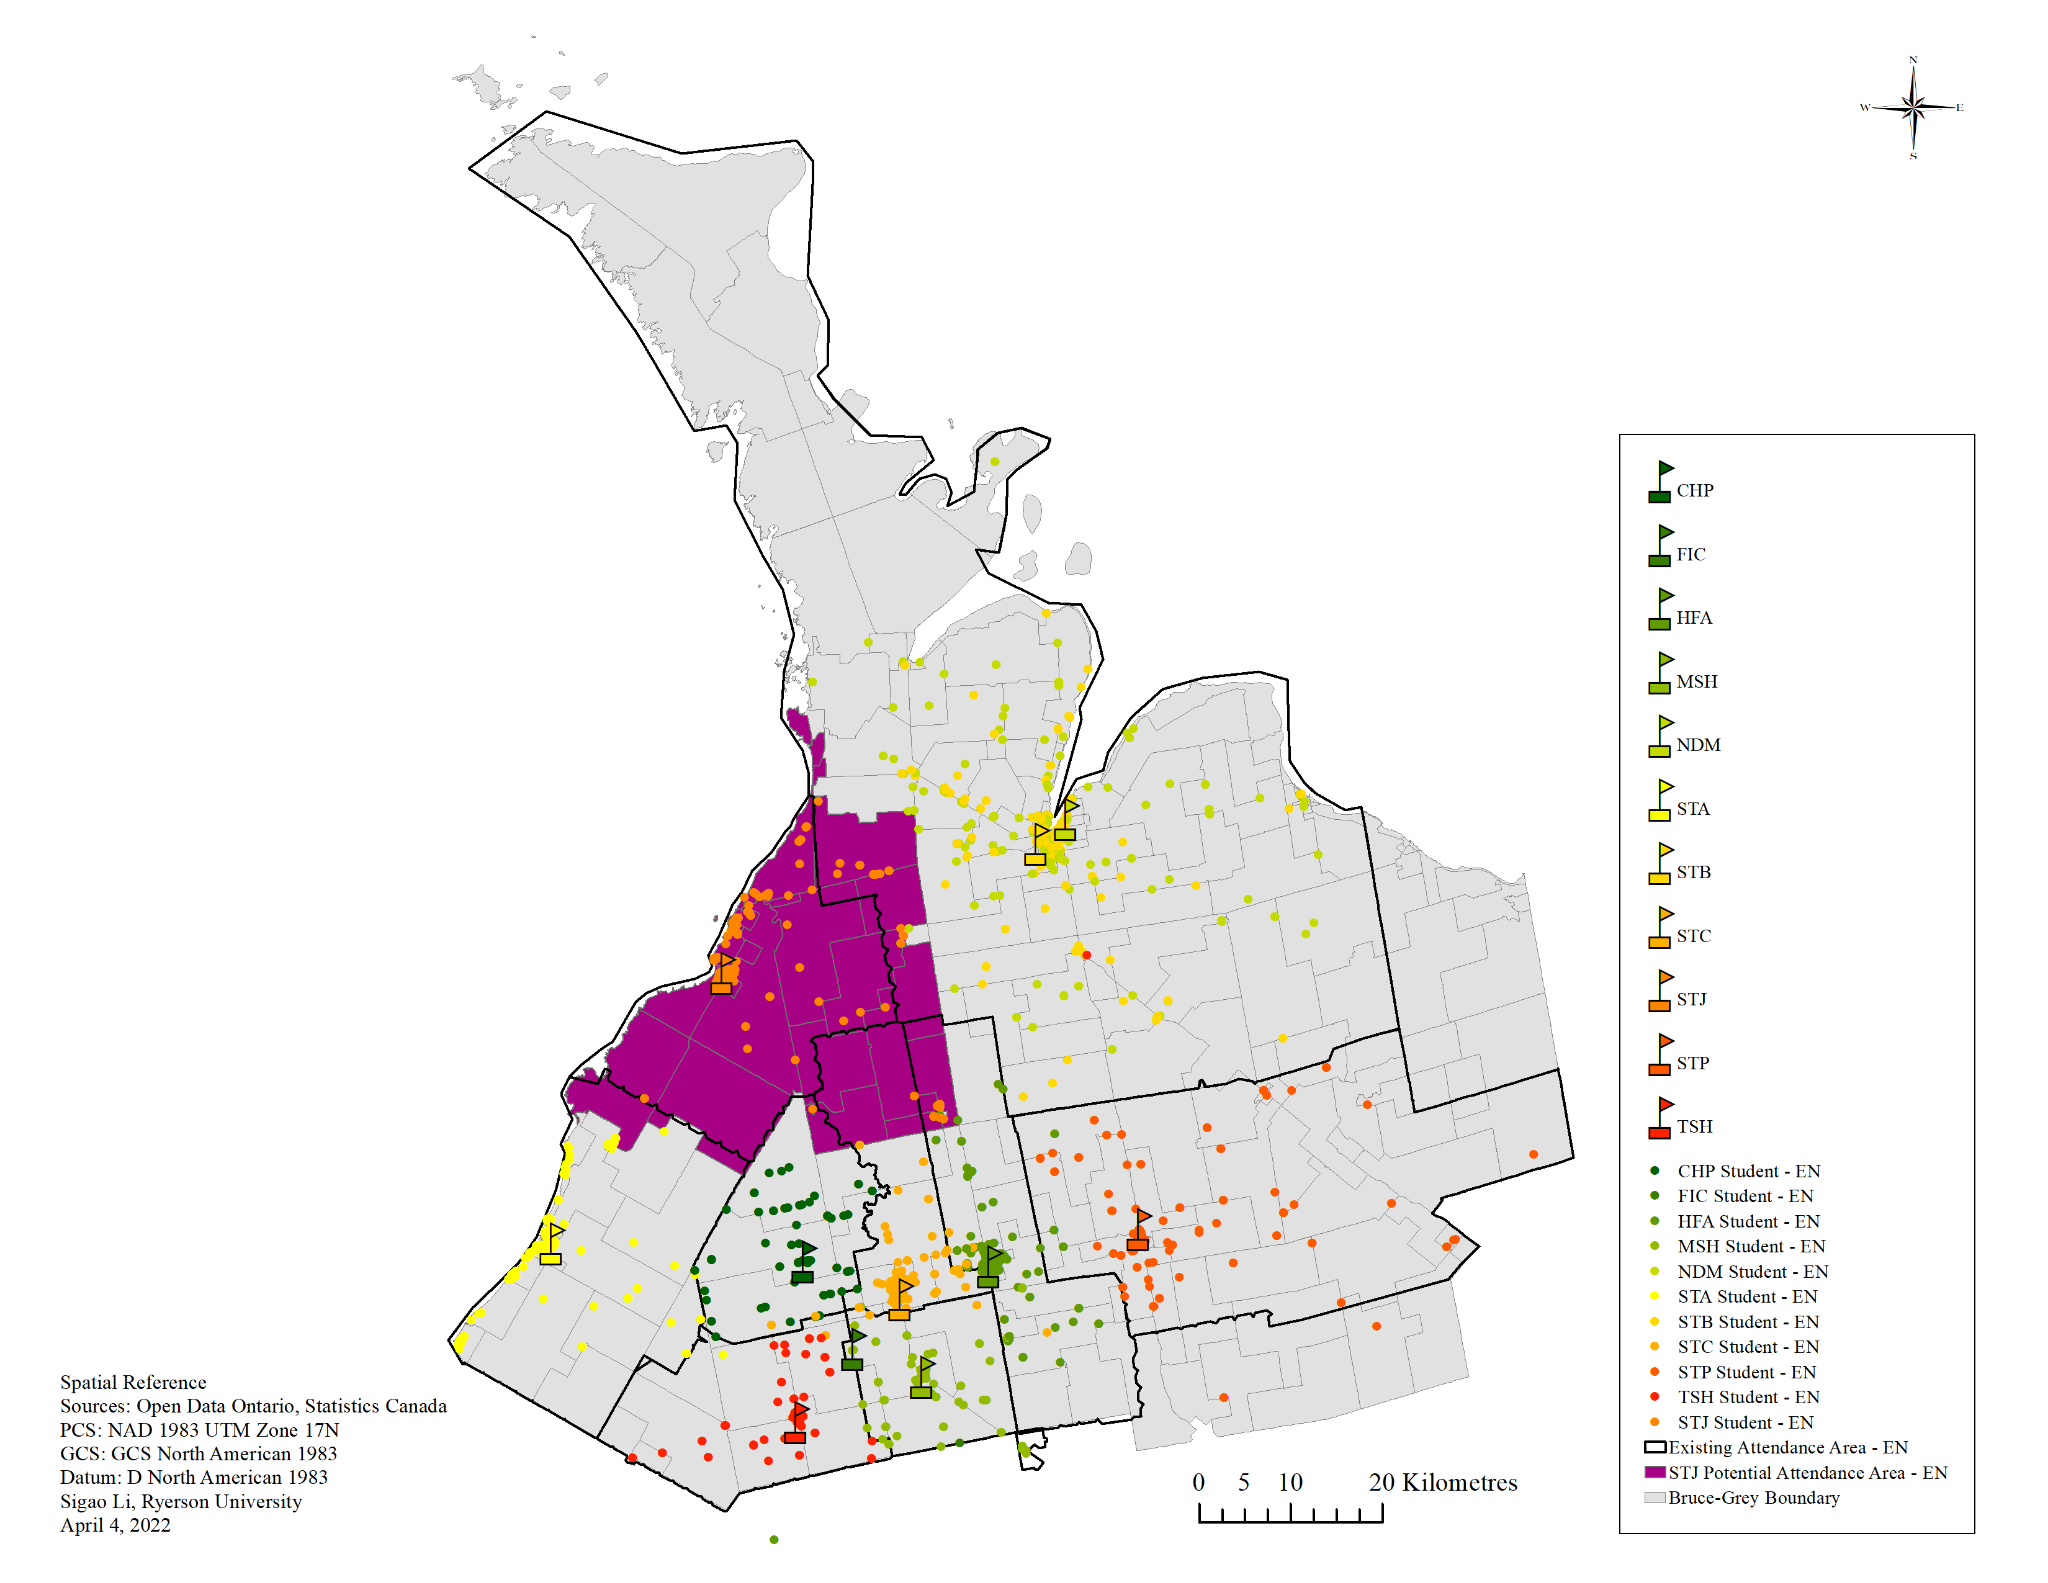 N
W E
S
CHP
FIC
HFA
MSH
NDM
STA
STB
STC
STJ
STP
TSH
CHP Student - EN
FIC Student - EN
HFA Student - EN
MSH Student - EN
NDM Student - EN
STA Student - EN
STB Student - EN
STC Student - EN
STP Student - EN
TSH Student - EN
STJ Student - EN
Existing Attendance Area - EN
STJ Potential Attendance Area - EN
Bruce-Grey Boundary
Spatial Reference
Sources: Open Data Ontario, Statistics Canada
PCS: NAD 1983 UTM Zone 17N
GCS: GCS North American 1983
Datum: D North American 1983
Sigao Li, Ryerson University
April 4, 2022
0 5 10 20 Kilometres